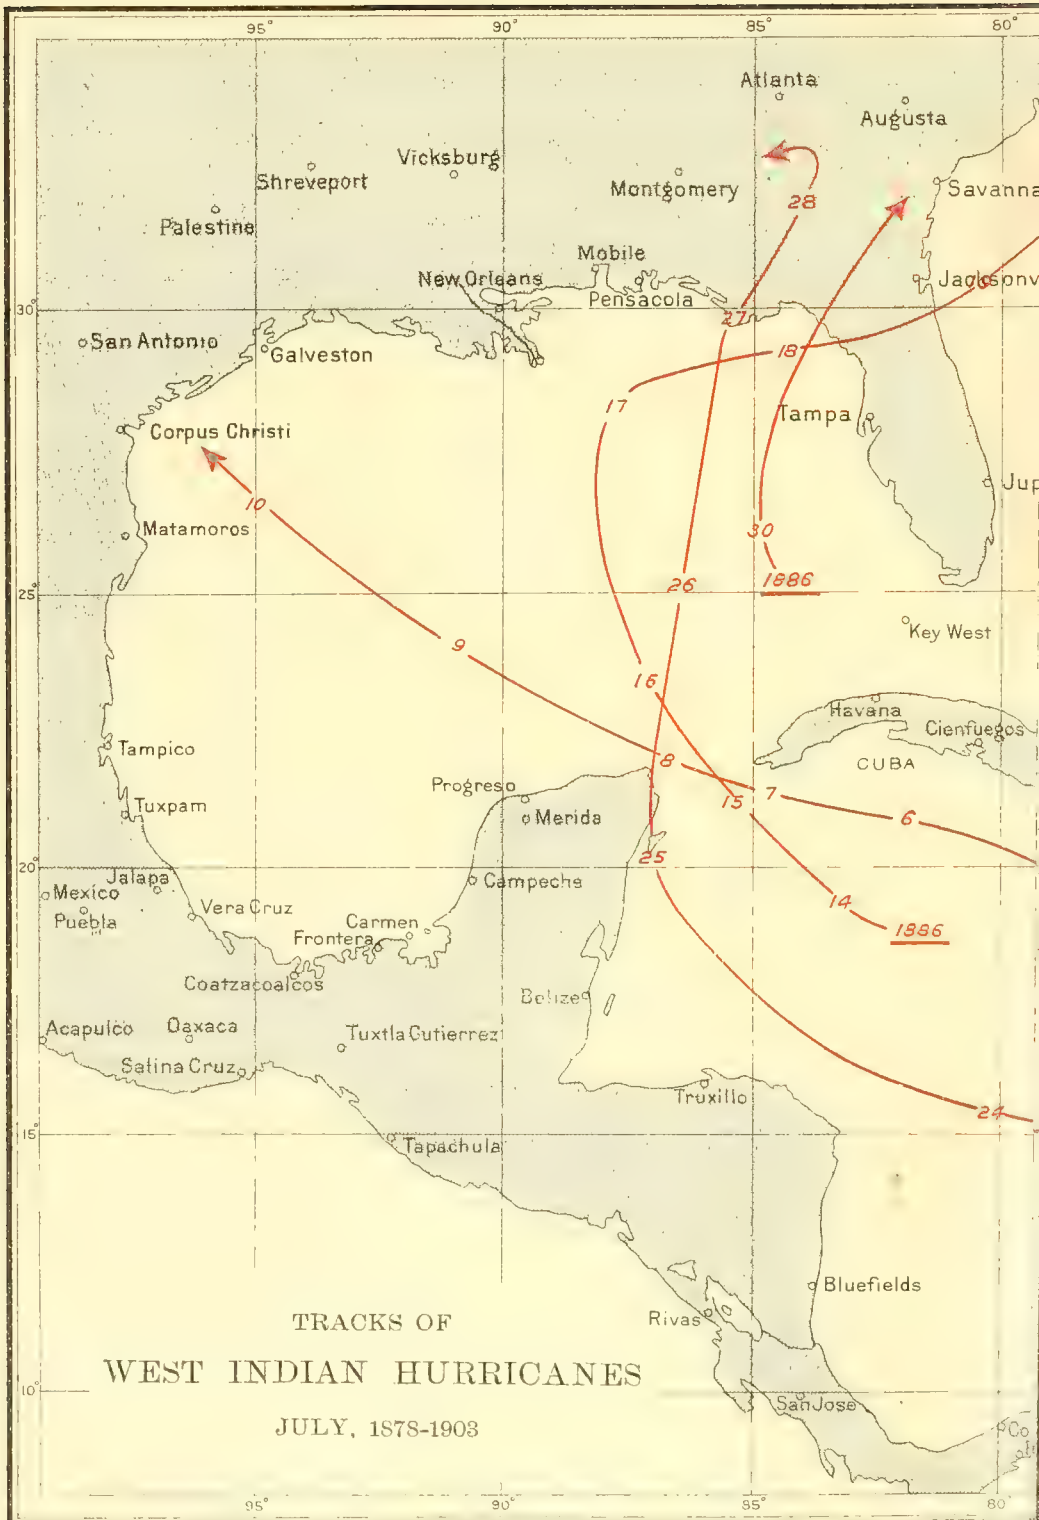 95° 90° 85° 80°
Atlanta
Augusta
Vicksburg
Shreveport
Montgomery
28
Savanna
Palestine
Mobile
New Orleans
Pensacola
Jacksonv
30°
27
San Antonio
Galveston
18
17
Tampa
Corpus Christi
Jup
10
Matamoros
30
26
1886
25°
9
Key West
16
Havana
Cienfuegos
Tampico
8
CUBA
Progreso
7
15
6
Tuxpam
Merida
25
20°
Jalapa
Campeche
Mexico
14
Puebla
Vera Cruz
Carmen
1886
Frontera
Coatzacoalcos
Belize
Acapulco
Oaxaca
Tuxtla Gutierrez
Salina Cruz
Truxillo
24
15°
Tapachula
Bluefields
Rivas
TRACKS OF
WEST INDIAN HURRICANES
JULY, 1878-1903
10°
San Jose
Co
95° 90° 85° 80